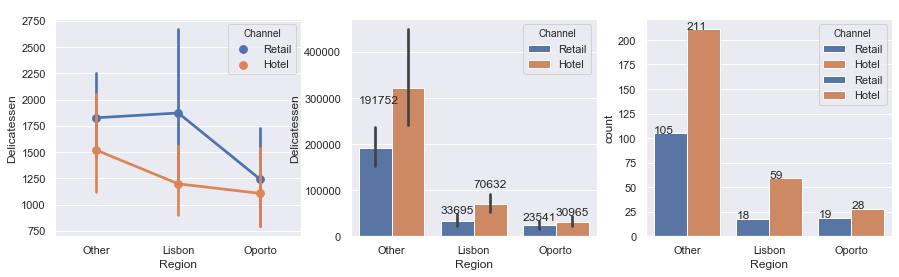 Delicatessen
2750
2500
2250
2000
1750
1500
1250
1000
750
Channel
Retail
Hotel
Other Lisbon Oporto
Region
Delicatessen
400000
300000
200000
100000
0
Channel
Retail
Hotel
191752
33695
70632
23541
30965
Other Lisbon Oporto
Region
count
200
175
150
125
100
75
50
25
0
Channel
Retail
Hotel
Retail
Hotel
211
105
18
59
19
28
Other Lisbon Oporto
Region